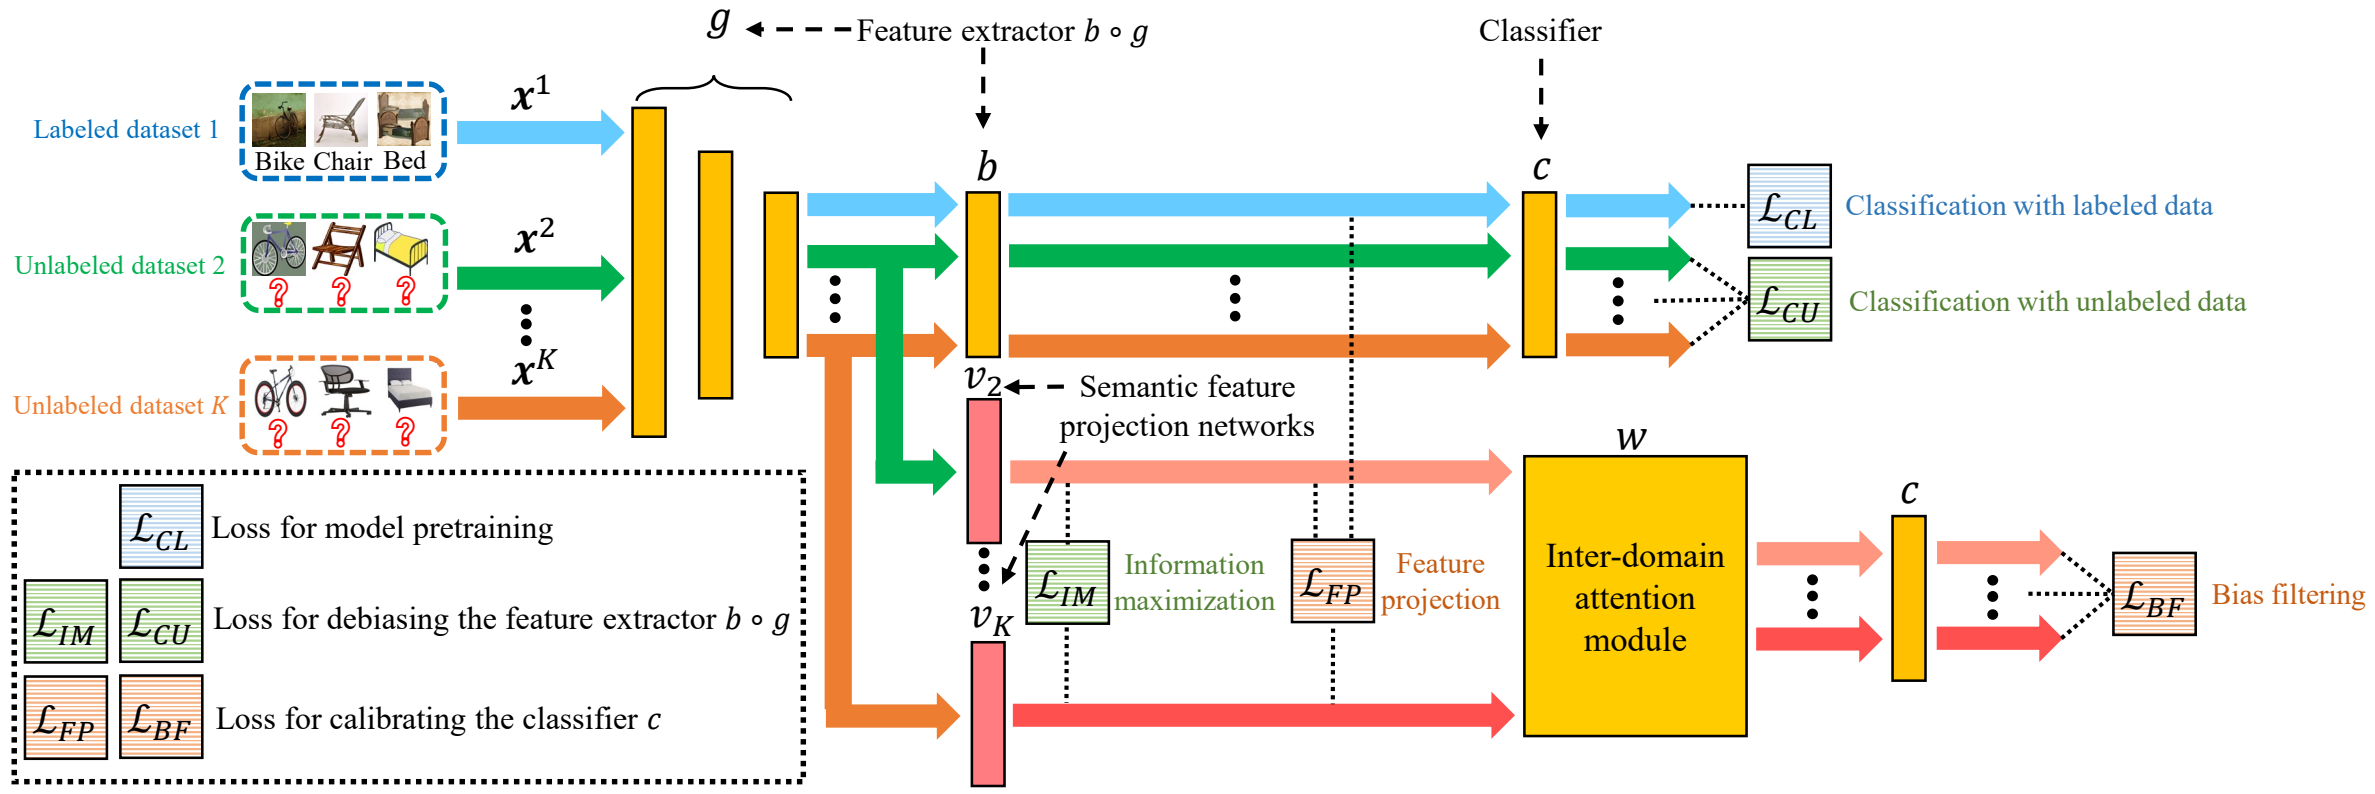 g
Feature extractor b ∘ g
Classifier
Labeled dataset 1
Bike Chair Bed
x¹
b
c
ℒ_CL
Classification with labeled data
Unlabeled dataset 2
? ? ?
x²
ℒ_CU
Classification with unlabeled data
Unlabeled dataset K
? ? ?
x^K
v₂
Semantic feature
projection networks
w
Inter-domain
attention
module
c
ℒ_IM
Information
maximization
ℒ_FP
Feature
projection
v_K
ℒ_BF
Bias filtering
ℒ_CL Loss for model pretraining
ℒ_IM ℒ_CU Loss for debiasing the feature extractor b ∘ g
ℒ_FP ℒ_BF Loss for calibrating the classifier c